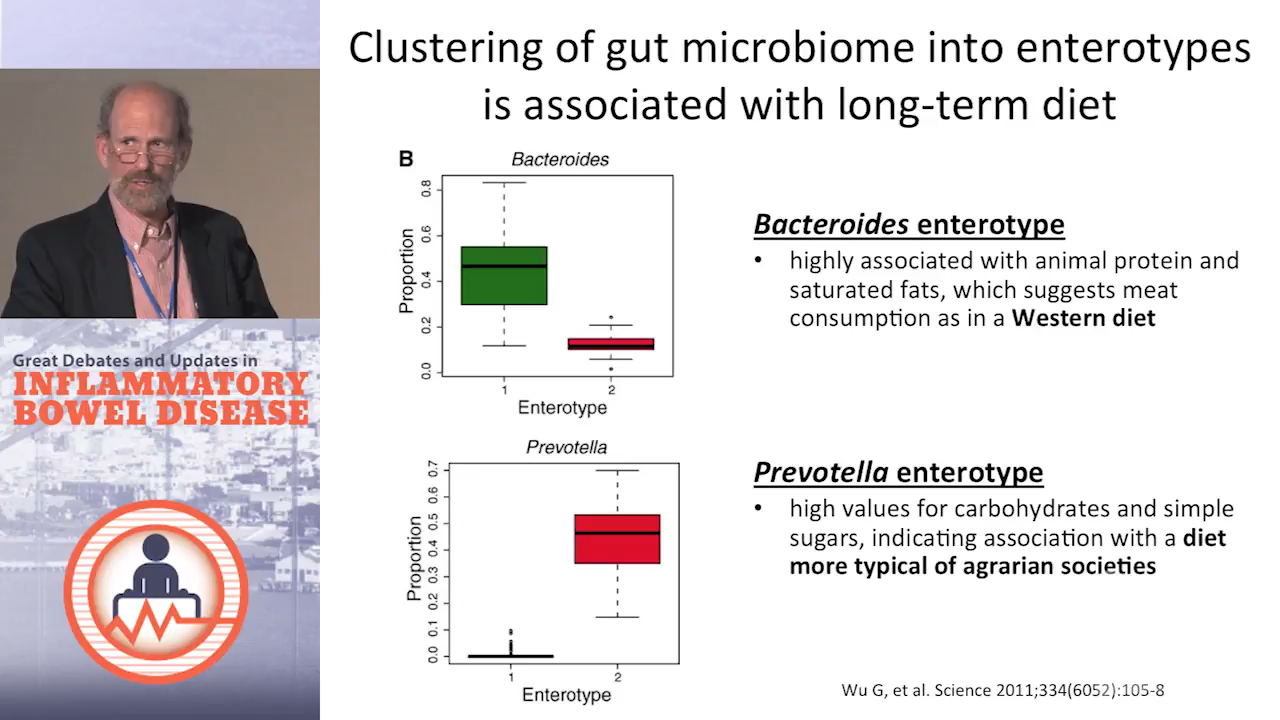 Clustering of gut microbiome into enterotypes
is associated with long-term diet
B
Bacteroides
0.8
0.6
0.4
0.2
0.0
Proportion
1 2
Enterotype
Bacteroides enterotype
• highly associated with animal protein and
saturated fats, which suggests meat
consumption as in a Western diet
Great Debates and Updates in
INFLAMMATORY
BOWEL DISEASE
Prevotella
0.7
0.6
0.5
0.4
0.3
0.2
0.1
0.0
Proportion
1 2
Enterotype
Prevotella enterotype
• high values for carbohydrates and simple
sugars, indicating association with a diet
more typical of agrarian societies
Wu G, et al. Science 2011;334(6052):105-8